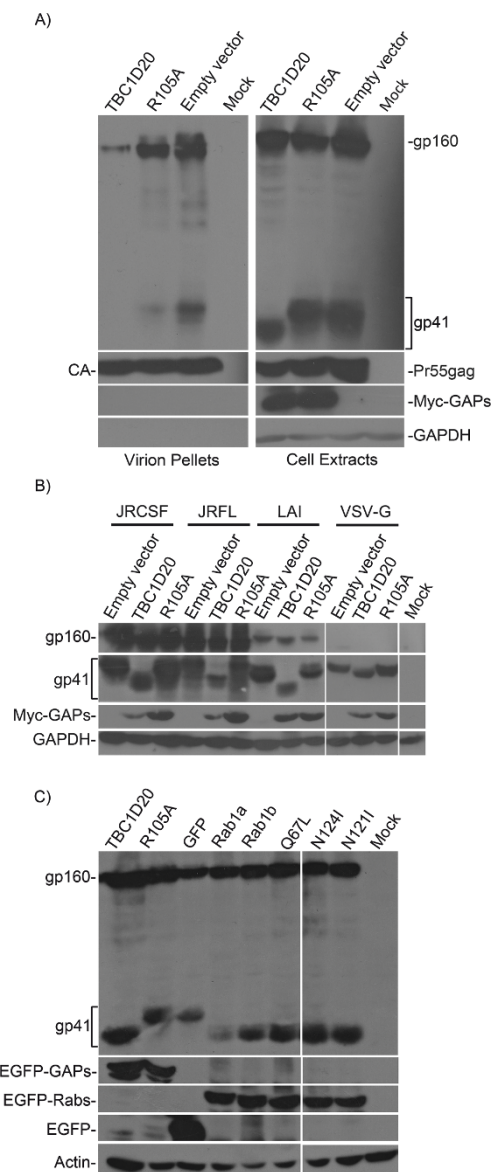 A)
TBC1D20 R105A Empty vector Mock TBC1D20 R105A Empty vector Mock
-gp160
gp41
CA- -Pr55gag
-Myc-GAPs
-GAPDH
Virion Pellets Cell Extracts
B)
JRCSF JRFL LAI VSV-G
Empty vector TBC1D20 R105A Empty vector TBC1D20 R105A Empty vector TBC1D20 R105A Empty vector TBC1D20 R105A Mock
gp160-
gp41
Myc-GAPs-
GAPDH-
C)
TBC1D20 R105A GFP Rab1a Rab1b Q67L N124I N121I Mock
gp160-
gp41
EGFP-GAPs
EGFP-Rabs
EGFP-
Actin-